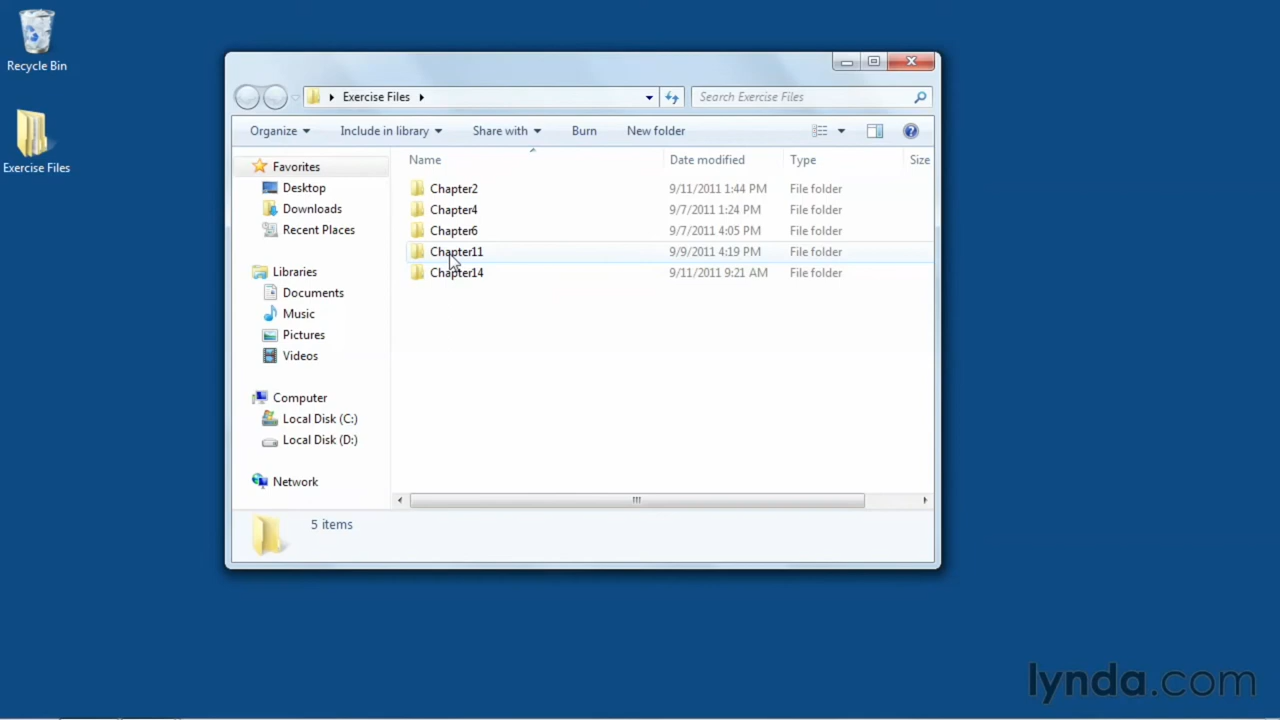 Recycle Bin
Exercise Files
Exercise Files
Search Exercise Files
Organize Include in library Share with Burn New folder
Name Date modified Type Size
Favorites
Desktop
Downloads
Recent Places
Libraries
Documents
Music
Pictures
Videos
Computer
Local Disk (C:)
Local Disk (D:)
Network
Chapter2 9/11/2011 1:44 PM File folder
Chapter4 9/7/2011 1:24 PM File folder
Chapter6 9/7/2011 4:05 PM File folder
Chapter11 9/9/2011 4:19 PM File folder
Chapter14 9/11/2011 9:21 AM File folder
5 items
lynda.com